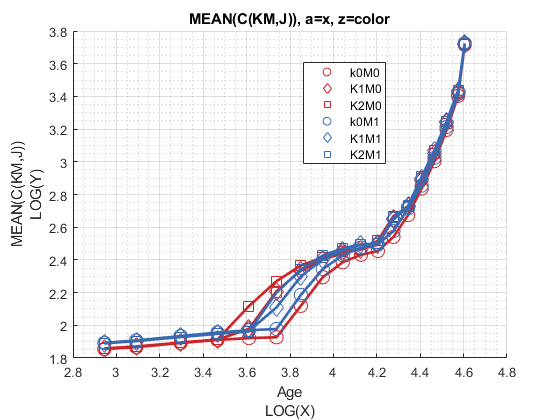 MEAN(C(KM,J)), a=x, z=color
MEAN(C(KM,J))
LOG(Y)
3.8
3.6
3.4
3.2
3
2.8
2.6
2.4
2.2
2
1.8
k0M0
K1M0
K2M0
k0M1
K1M1
K2M1
2.8 3 3.2 3.4 3.6 3.8 4 4.2 4.4 4.6 4.8
Age
LOG(X)